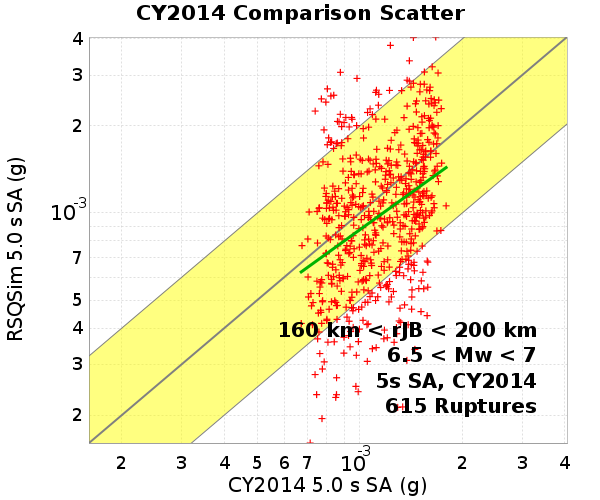 CY2014 Comparison Scatter
RSQSim 5.0 s SA (g)
4
3
2
10-3
7
5
4
3
2
160 km < rJB < 200 km
6.5 < Mw < 7
5s SA, CY2014
615 Ruptures
2 3 4 5 6 7 10-3 2 3 4
CY2014 5.0 s SA (g)